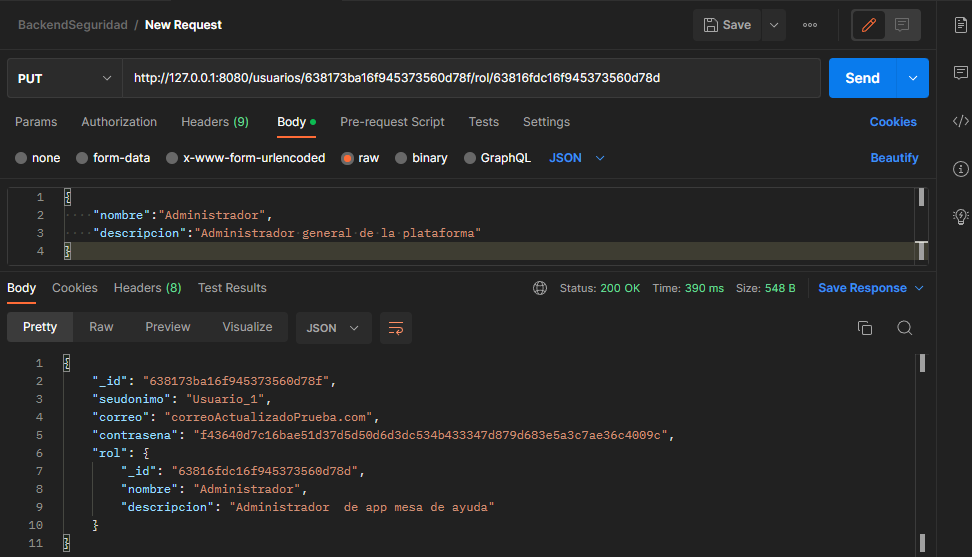 BackendSeguridad / New Request
Save
PUT
http://127.0.0.1:8080/usuarios/638173ba16f945373560d78f/rol/63816fdc16f945373560d78d
Send
Params Authorization Headers (9) Body Pre-request Script Tests Settings Cookies
none form-data x-www-form-urlencoded raw binary GraphQL JSON Beautify
1 {
2 "nombre":"Administrador",
3 "descripcion":"Administrador general de la plataforma"
4 }
Body Cookies Headers (8) Test Results Status: 200 OK Time: 390 ms Size: 548 B Save Response
Pretty Raw Preview Visualize JSON
1 {
2 "_id": "638173ba16f945373560d78f",
3 "seudonimo": "Usuario_1",
4 "correo": "correoActualizadoPrueba.com",
5 "contrasena": "f43640d7c16bae51d37d5d50d6d3dc534b433347d879d683e5a3c7ae36c4009c",
6 "rol": {
7 "_id": "63816fdc16f945373560d78d",
8 "nombre": "Administrador",
9 "descripcion": "Administrador  de app mesa de ayuda"
10 }
11 }